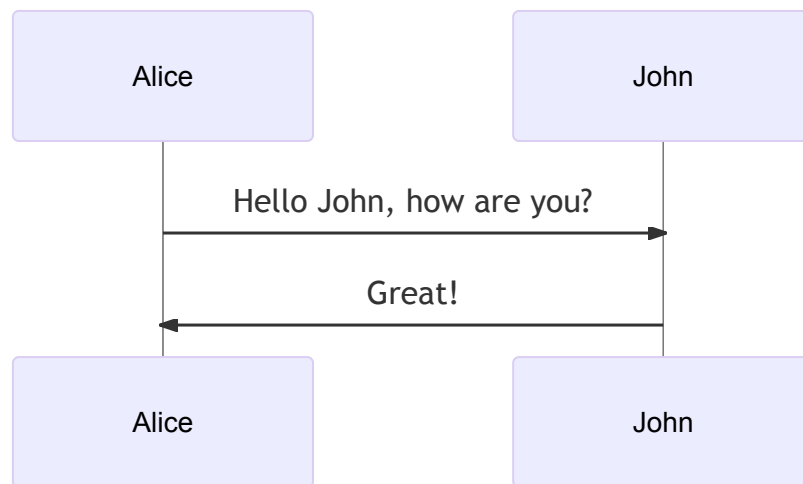 Alice
John
Hello John, how are you?
Great!
Alice
John